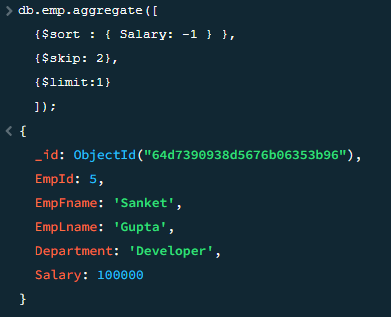 db.emp.aggregate([
{$sort : { Salary: -1 } },
{$skip: 2},
{$limit:1}
]);
{
_id: ObjectId("64d7390938d5676b06353b96"),
EmpId: 5,
EmpFname: 'Sanket',
EmpLname: 'Gupta',
Department: 'Developer',
Salary: 100000
}